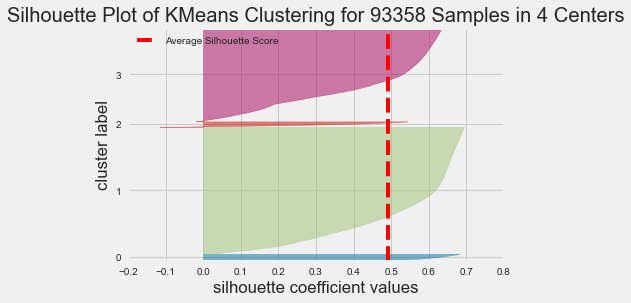 Silhouette Plot of KMeans Clustering for 93358 Samples in 4 Centers
Average Silhouette Score
cluster label
3
2
1
0
-0.2 -0.1 0.0 0.1 0.2 0.3 0.4 0.5 0.6 0.7 0.8
silhouette coefficient values